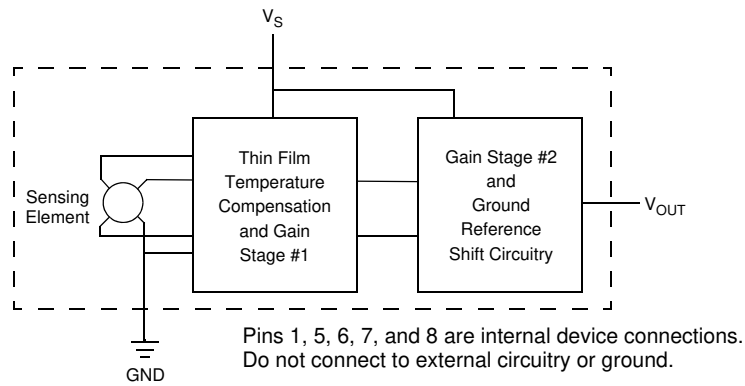 VS
Sensing
Element
Thin Film
Temperature
Compensation
and Gain
Stage #1
Gain Stage #2
and
Ground
Reference
Shift Circuitry
VOUT
GND
Pins 1, 5, 6, 7, and 8 are internal device connections.
Do not connect to external circuitry or ground.